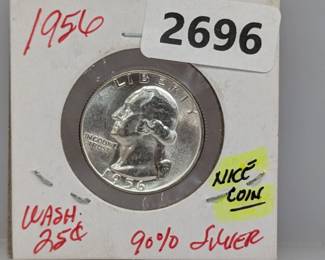 1956
2696
LIBERTY
IN GOD WE
TRUST
1956
NICE
COIN
WASH.
25¢
90% SILVER